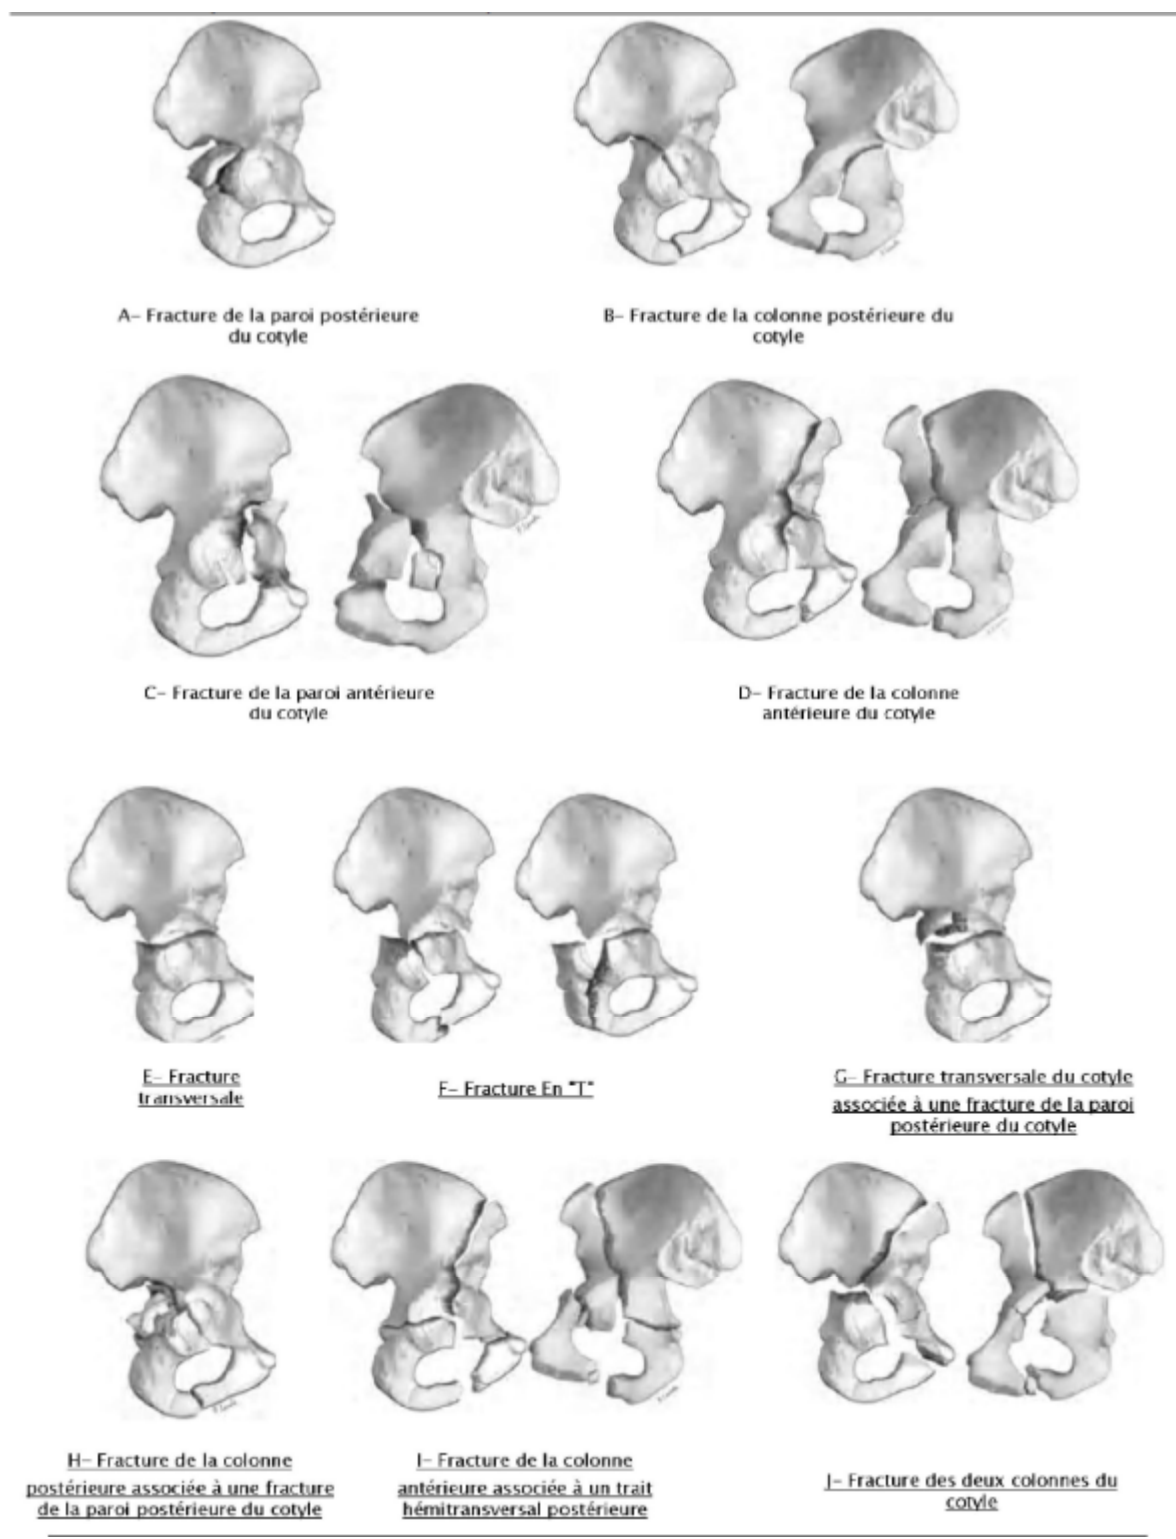 A– Fracture de la paroi postérieure
du cotyle
B– Fracture de la colonne postérieure du
cotyle
C– Fracture de la paroi antérieure
du cotyle
D– Fracture de la colonne
antérieure du cotyle
E– Fracture
transversale
F– Fracture En "T"
G– Fracture transversale du cotyle
associée à une fracture de la paroi
postérieure du cotyle
H– Fracture de la colonne
postérieure associée à une fracture
de la paroi postérieure du cotyle
I– Fracture de la colonne
antérieure associée à un trait
hémitransversal postérieure
J– Fracture des deux colonnes du
cotyle